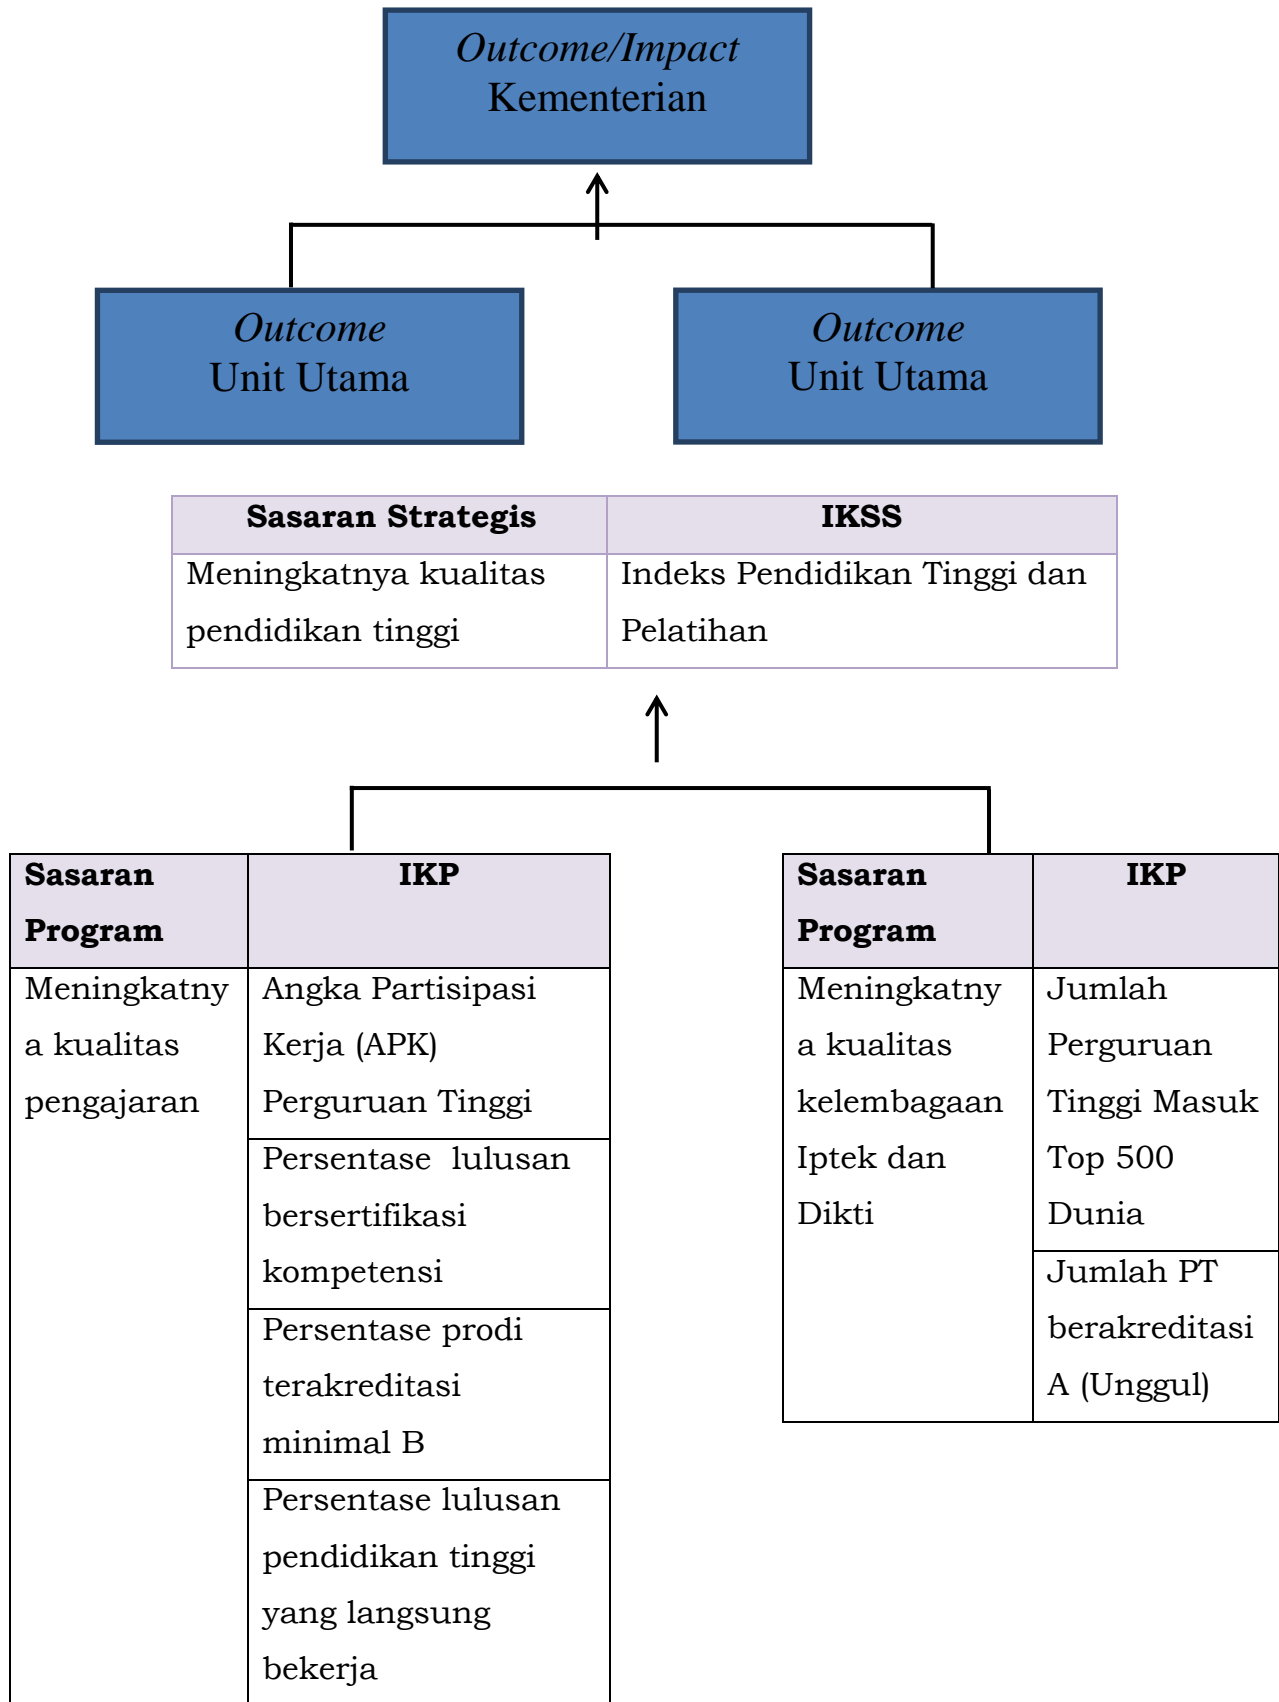 Outcome/Impact
Kementerian
Outcome
Unit Utama
Outcome
Unit Utama
Sasaran Strategis
IKSS
Meningkatnya kualitas
pendidikan tinggi
Indeks Pendidikan Tinggi dan
Pelatihan
Sasaran
Program
IKP
Meningkatny
a kualitas
pengajaran
Angka Partisipasi
Kerja (APK)
Perguruan Tinggi
Persentase lulusan
bersertifikasi
kompetensi
Persentase prodi
terakreditasi
minimal B
Persentase lulusan
pendidikan tinggi
yang langsung
bekerja
Sasaran
Program
IKP
Meningkatny
a kualitas
kelembagaan
Iptek dan
Dikti
Jumlah
Perguruan
Tinggi Masuk
Top 500
Dunia
Jumlah PT
berakreditasi
A (Unggul)